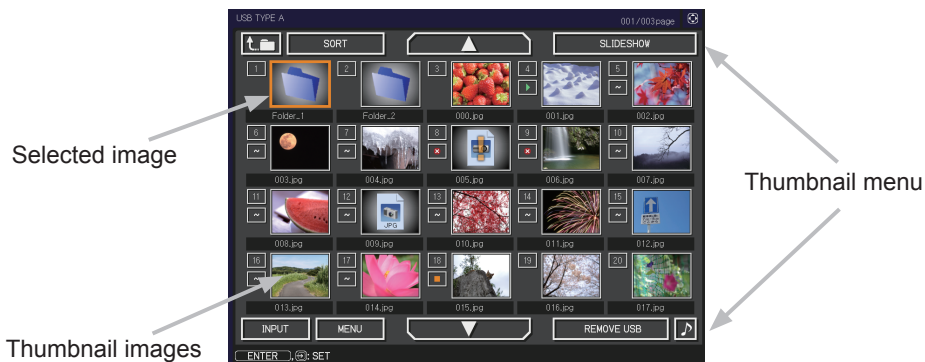 USB TYPE A 001/003page
SORT SLIDESHOW
1 2 3 4 5
~
Folder_1 Folder_2 000.jpg 001.jpg 002.jpg
Selected image
6 7 8 9 10
~ ~ ~
003.jpg 004.jpg 005.jpg 006.jpg 007.jpg
Thumbnail menu
11 12 13 14 15
~ ~ ~ ~ ~
JPG
008.jpg 009.jpg 010.jpg 011.jpg 012.jpg
16 17 18 19 20
~ ~
013.jpg 014.jpg 015.jpg 016.jpg 017.jpg
INPUT MENU REMOVE USB
Thumbnail images
ENTER , : SET